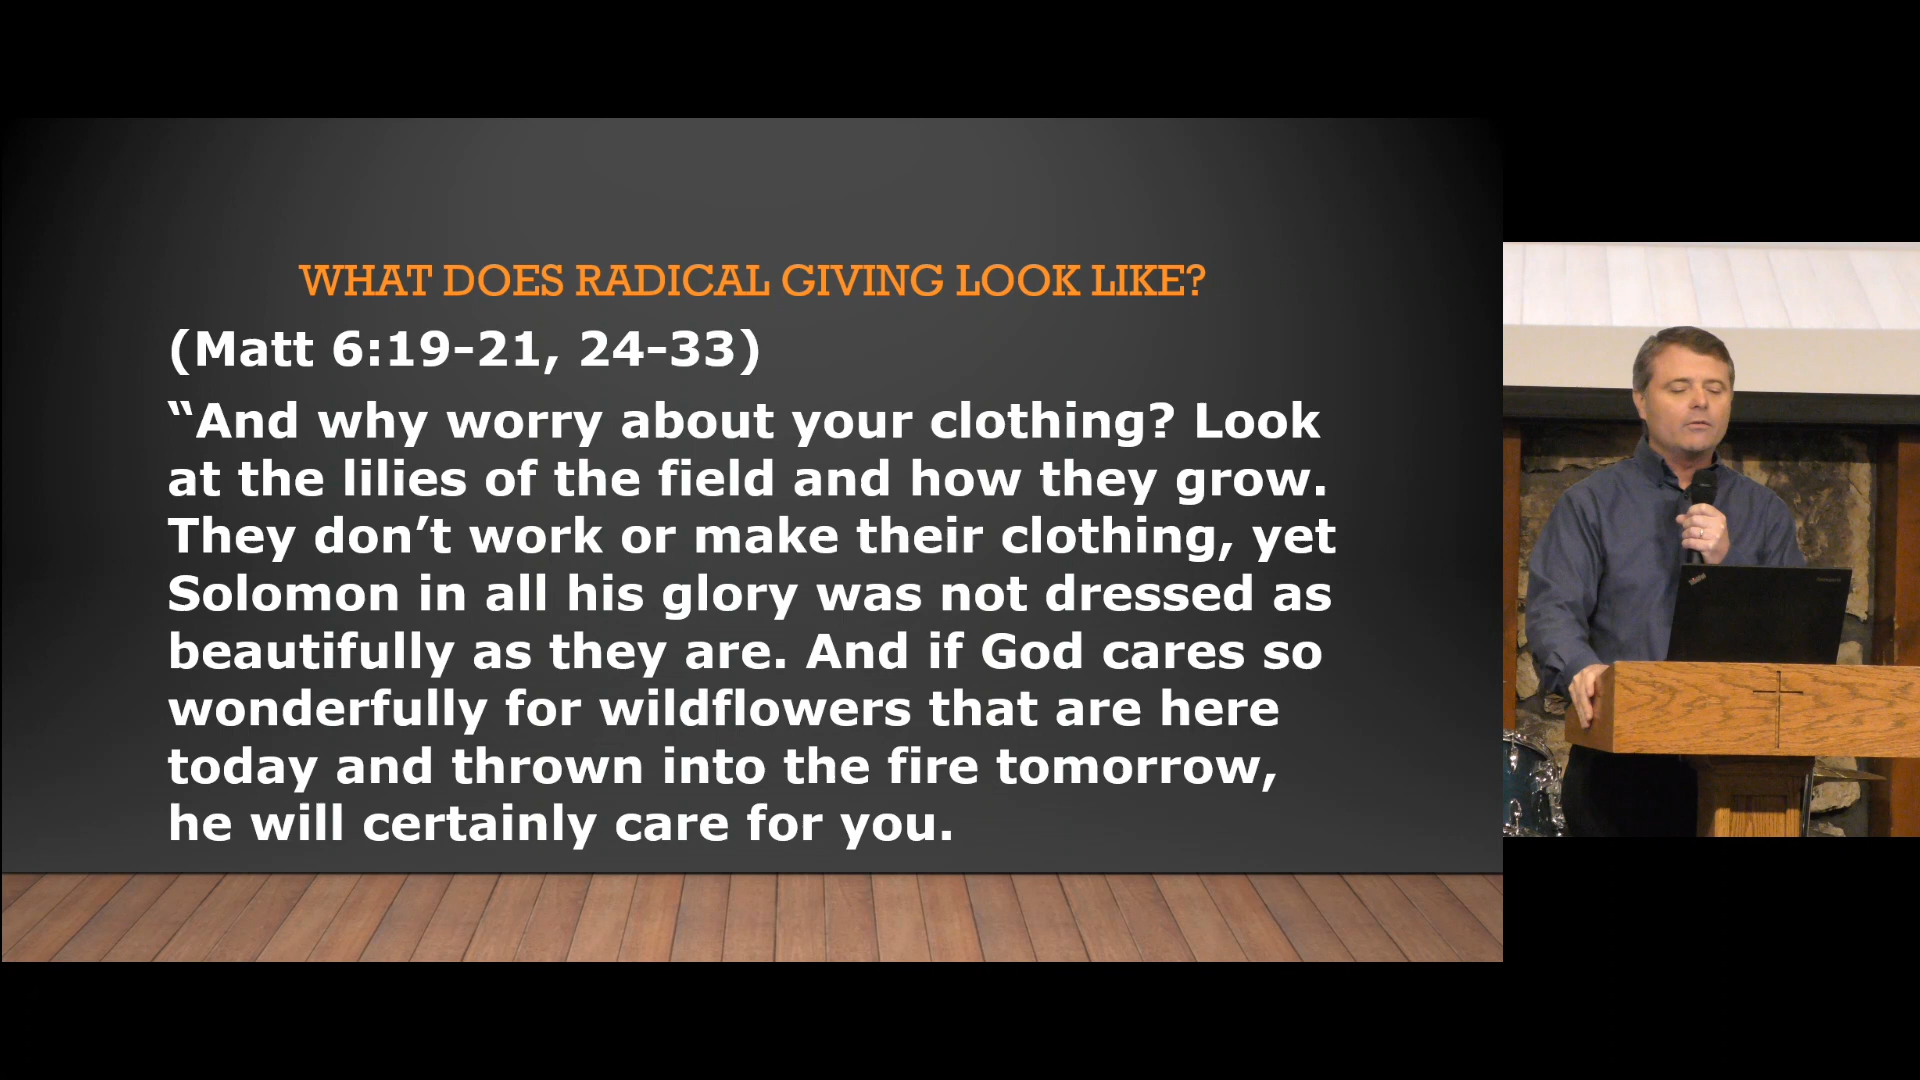 WHAT DOES RADICAL GIVING LOOK LIKE?
(Matt 6:19-21, 24-33)
“And why worry about your clothing? Look
at the lilies of the field and how they grow.
They don’t work or make their clothing, yet
Solomon in all his glory was not dressed as
beautifully as they are. And if God cares so
wonderfully for wildflowers that are here
today and thrown into the fire tomorrow,
he will certainly care for you.